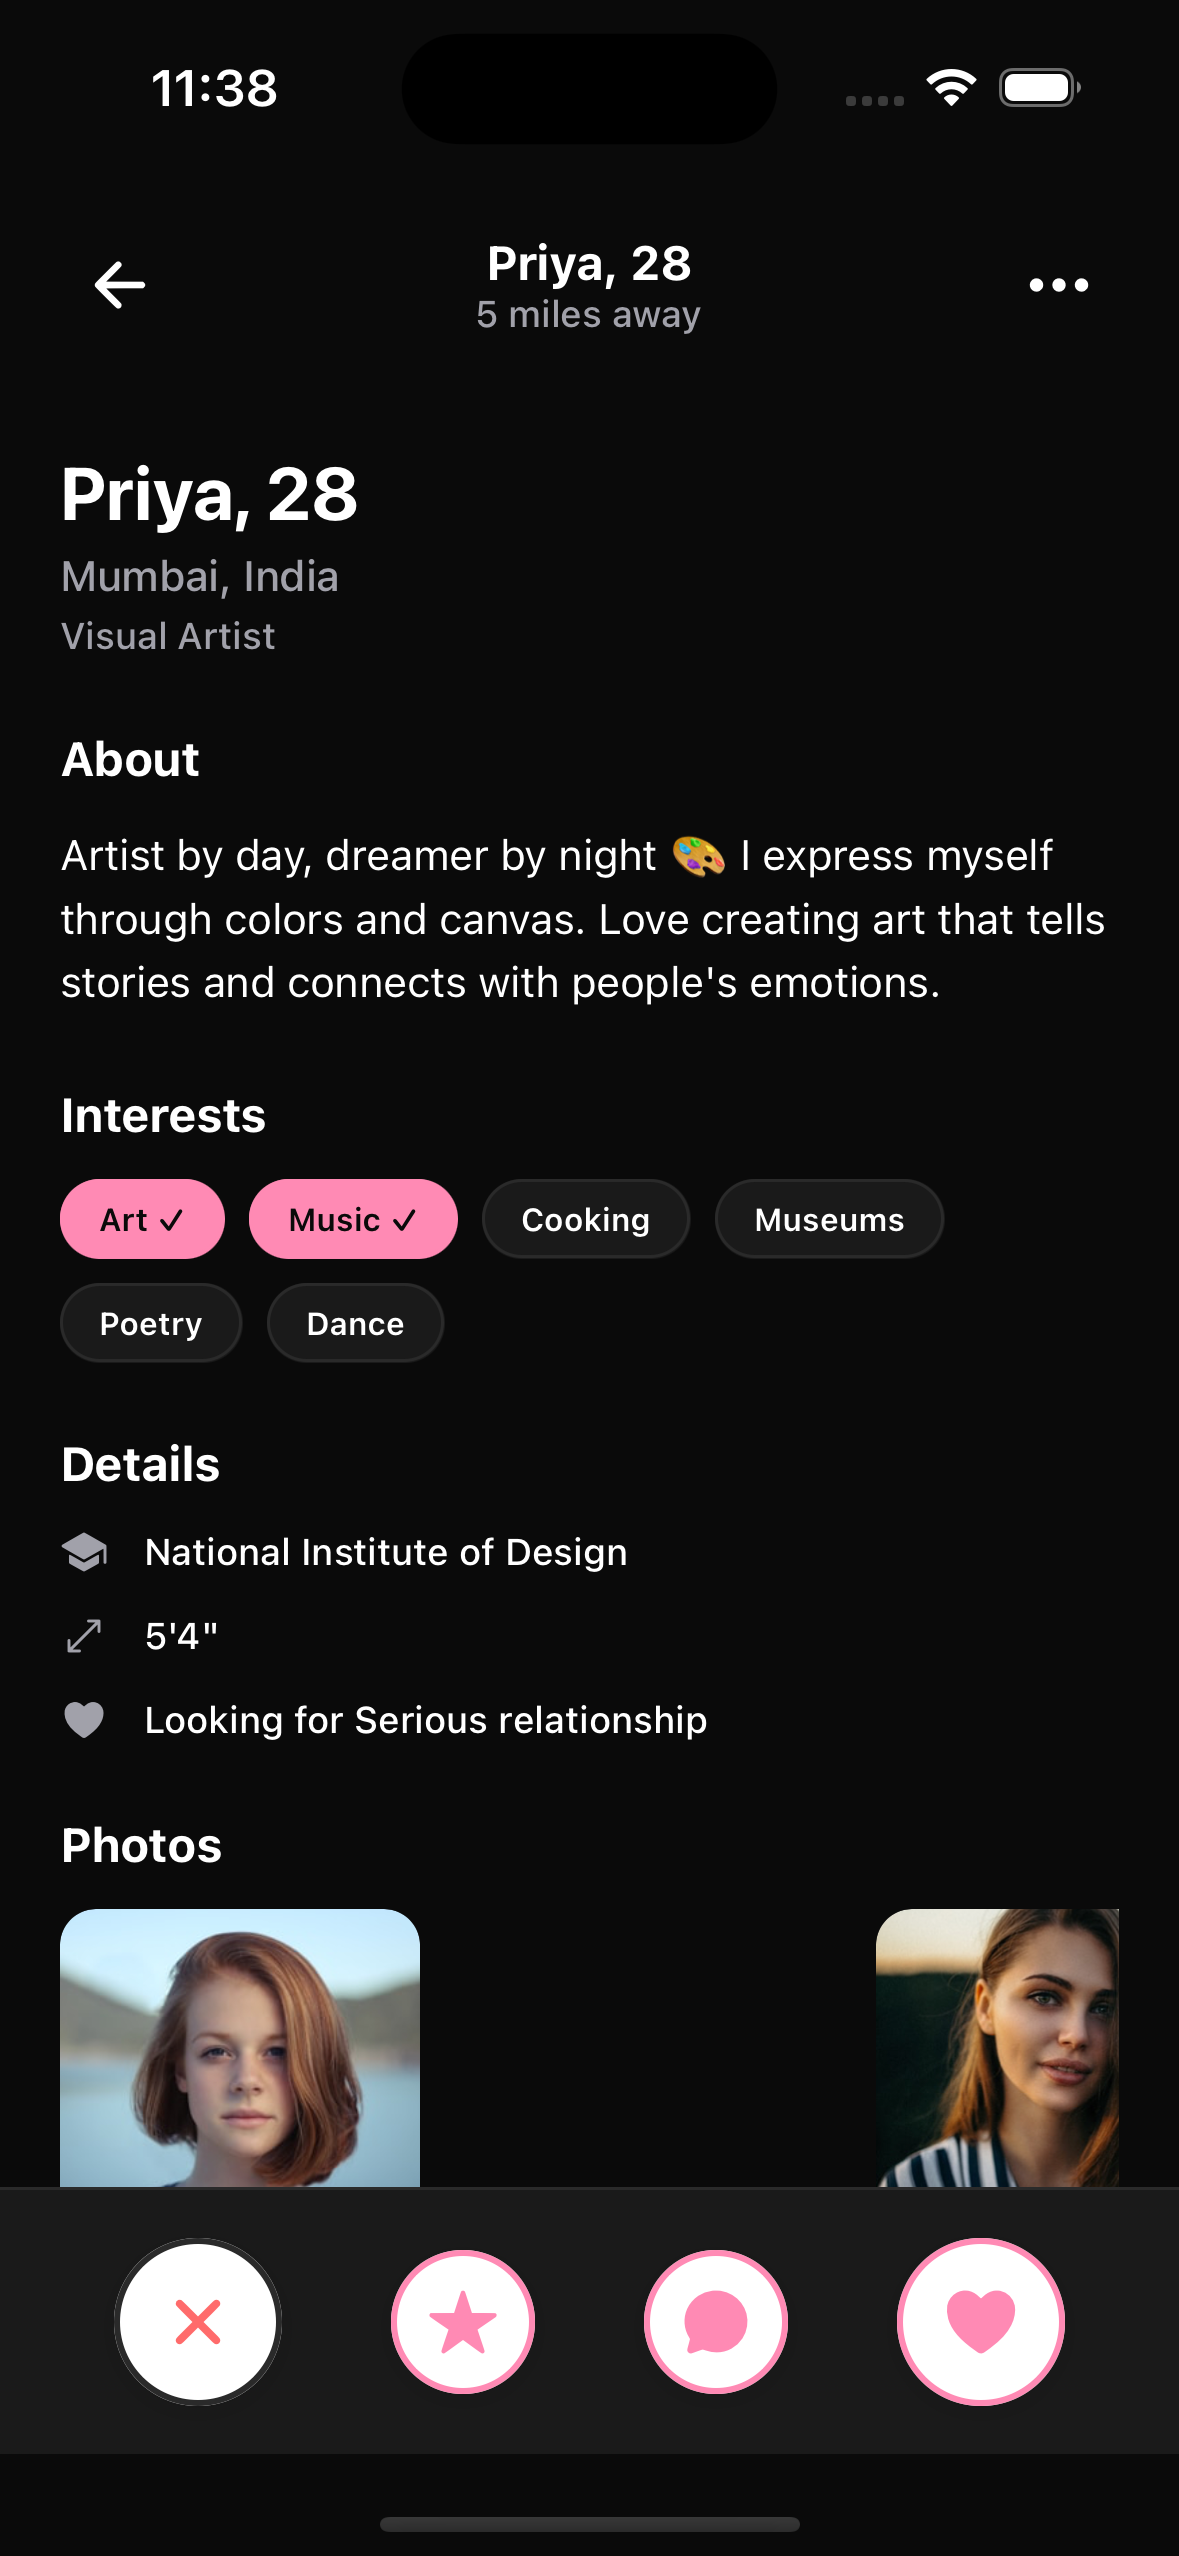 11:38
Priya, 28
5 miles away
Priya, 28
Mumbai, India
Visual Artist
About
Artist by day, dreamer by night 🎨 I express myself
through colors and canvas. Love creating art that tells
stories and connects with people's emotions.
Interests
Art ✓ Music ✓ Cooking Museums
Poetry Dance
Details
National Institute of Design
5'4"
Looking for Serious relationship
Photos